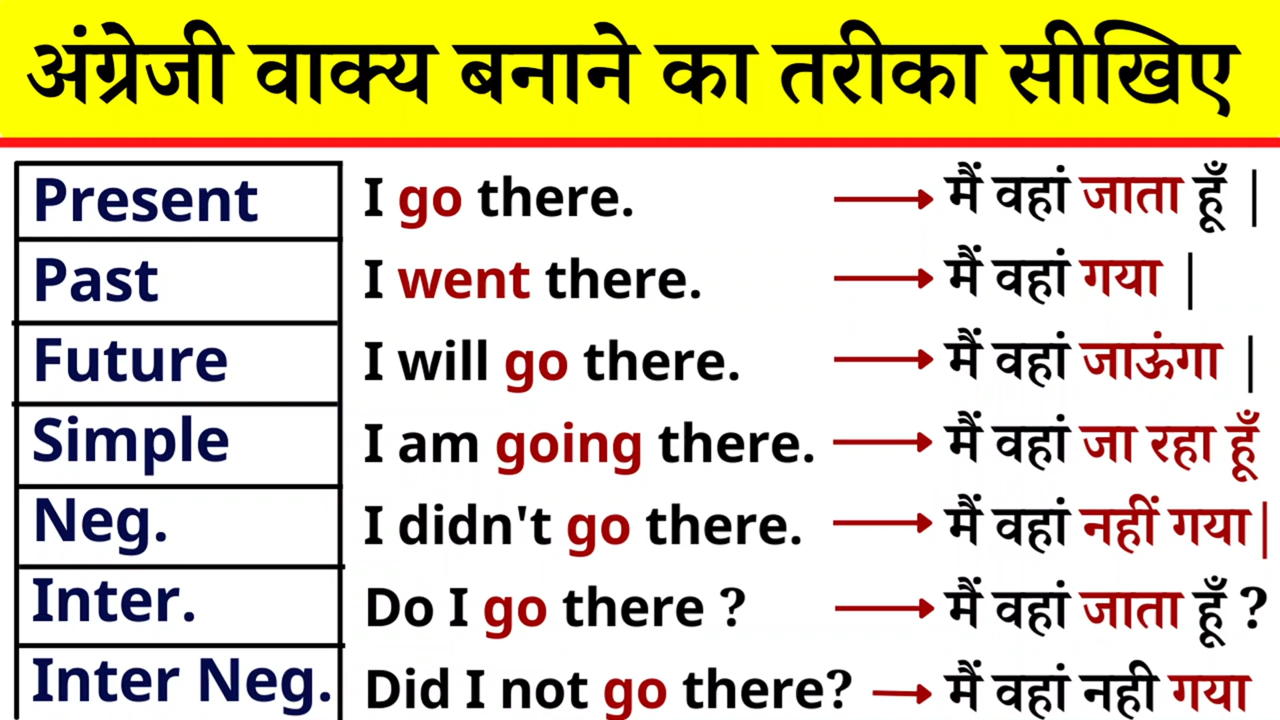 अंग्रेजी वाक्य बनाने का तरीका सीखिए
Present I go there. → मैं वहां जाता हूँ |
Past I went there. → मैं वहां गया |
Future I will go there. → मैं वहां जाऊंगा |
Simple I am going there. → मैं वहां जा रहा हूँ
Neg. I didn't go there. → मैं वहां नहीं गया|
Inter. Do I go there ? → मैं वहां जाता हूँ ?
Inter Neg. Did I not go there? → मैं वहां नही गया